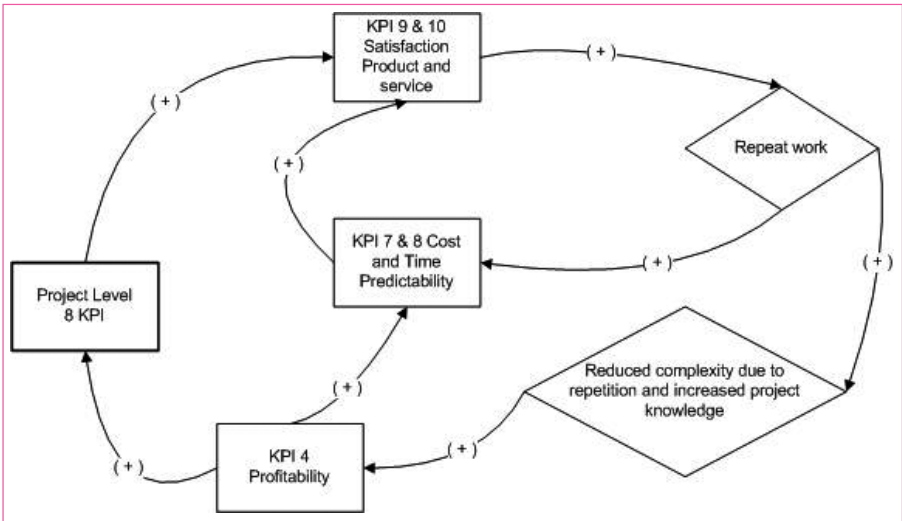 KPI 9 & 10
Satisfaction
Product and
service
( + )
( + )
Repeat work
( + )
KPI 7 & 8 Cost
and Time
Predictability
( + )
( + )
Project Level
8 KPI
Reduced complexity due to
repetition and increased project
knowledge
( + )
( + )
KPI 4
Profitability
( + )